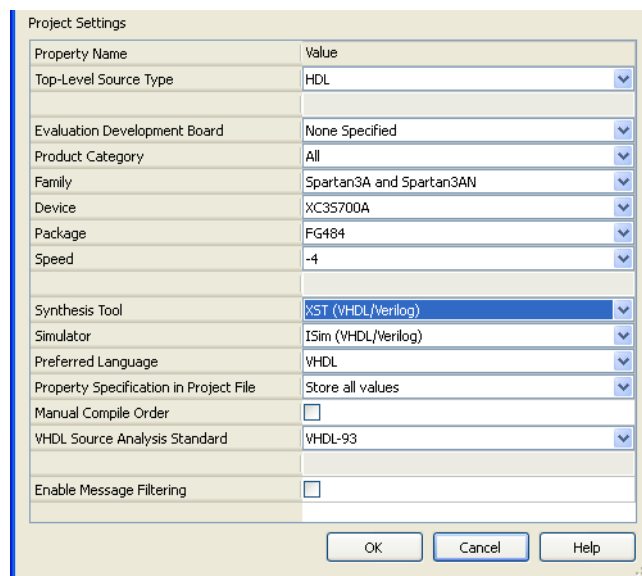 Project Settings
Property Name Value
Top-Level Source Type HDL
Evaluation Development Board None Specified
Product Category All
Family Spartan3A and Spartan3AN
Device XC3S700A
Package FG484
Speed -4
Synthesis Tool XST (VHDL/Verilog)
Simulator ISim (VHDL/Verilog)
Preferred Language VHDL
Property Specification in Project File Store all values
Manual Compile Order
VHDL Source Analysis Standard VHDL-93
Enable Message Filtering
OK Cancel Help